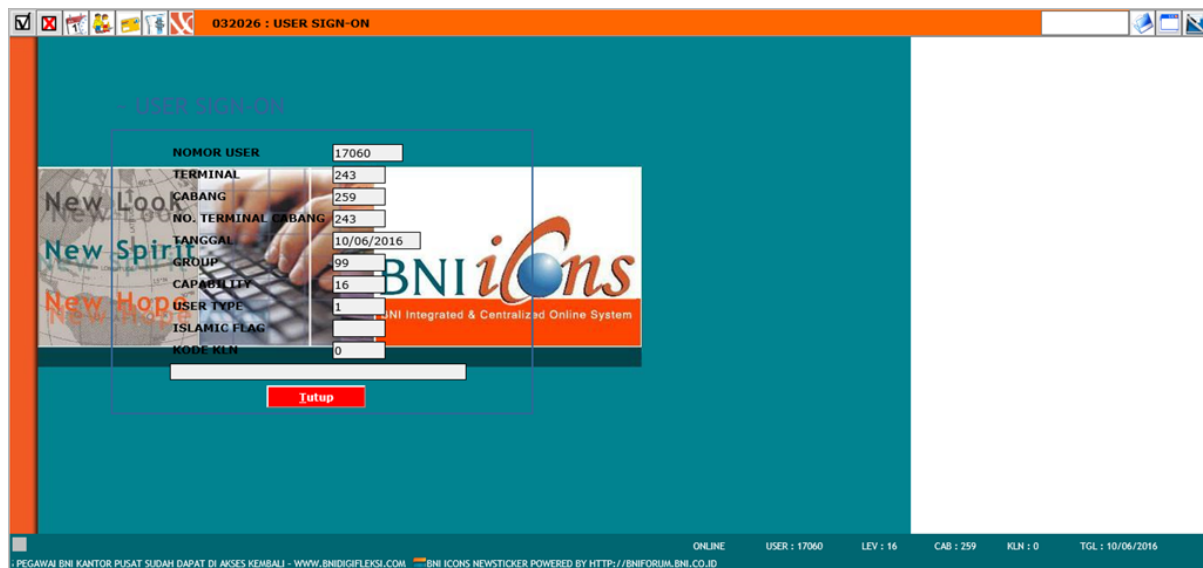 032026 : USER SIGN-ON
- USER SIGN-ON
NOMOR USER 17060
TERMINAL 243
CABANG 259
NO. TERMINAL CABANG 243
TANGGAL 10/06/2016
GROUP 99
CAPABILITY 16
USER TYPE 1
ISLAMIC FLAG
KODE KLN 0
Tutup
New Look
New Spirit
New Hope
BNI icons
BNI Integrated & Centralized Online System
ONLINE USER : 17060 LEV : 16 CAB : 259 KLN : 0 TGL : 10/06/2016
PEGAWAI BNI KANTOR PUSAT SUDAH DAPAT DI AKSES KEMBALI - WWW.BNIDIGIFLEKSI.COM BNI ICONS NEWSTICKER POWERED BY HTTP://BNIFORUM.BNI.CO.ID